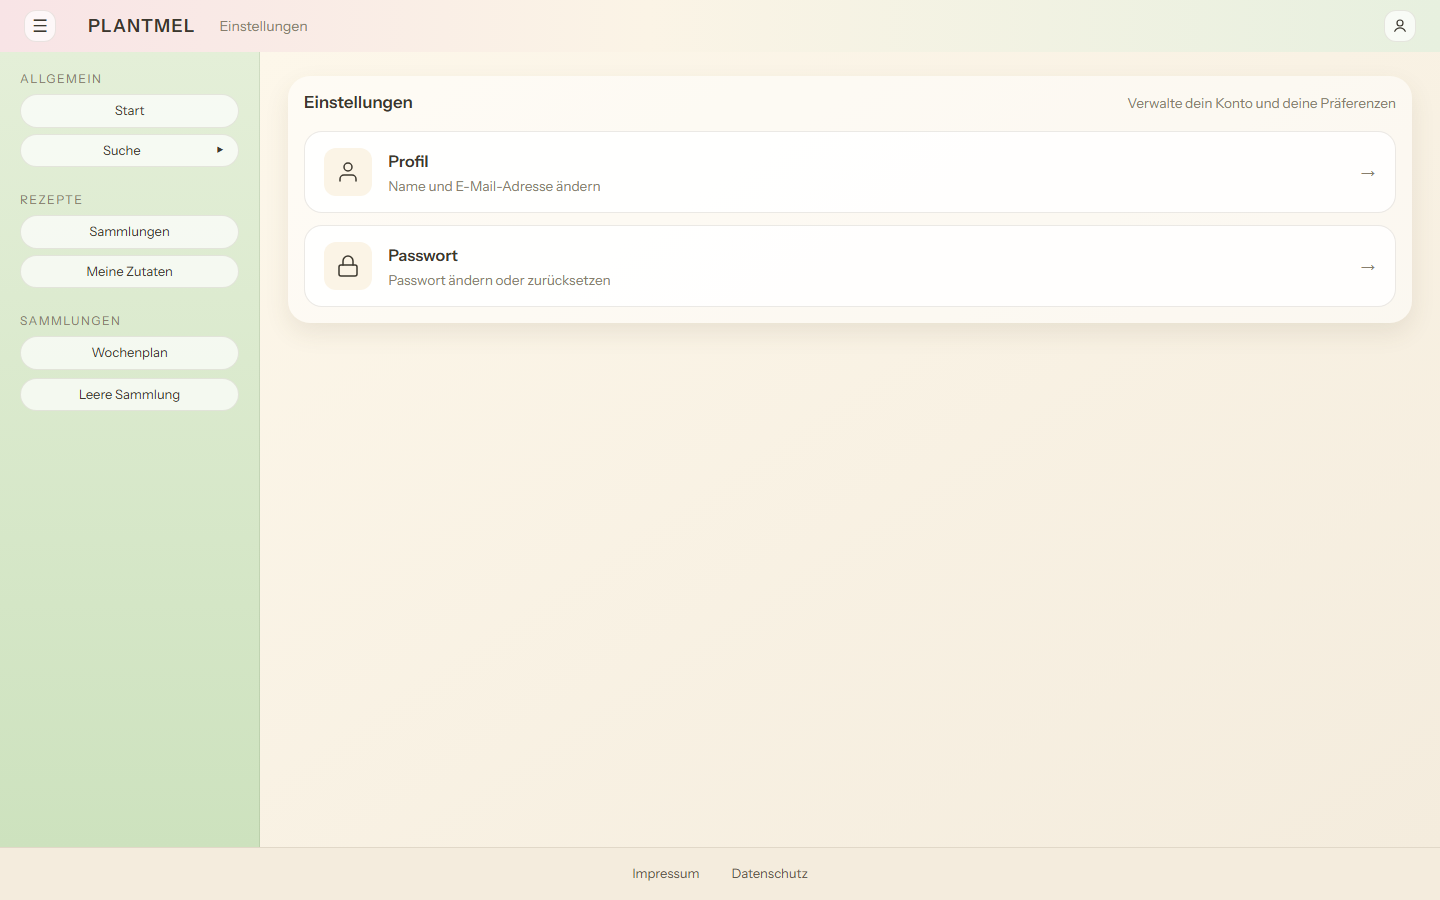 PLANTMEL Einstellungen
ALLGEMEIN
Start
Suche
REZEPTE
Sammlungen
Meine Zutaten
SAMMLUNGEN
Wochenplan
Leere Sammlung
Einstellungen
Verwalte dein Konto und deine Präferenzen
Profil
Name und E-Mail-Adresse ändern
Passwort
Passwort ändern oder zurücksetzen
Impressum Datenschutz